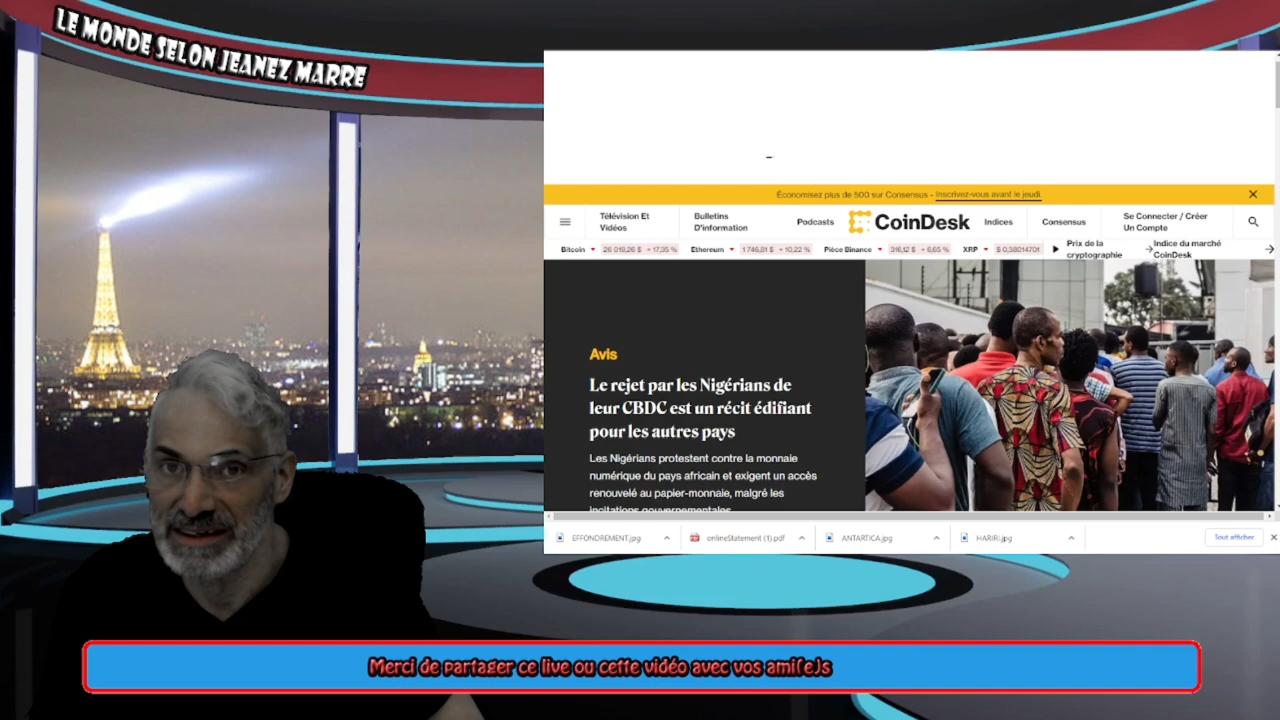 LE MONDE SELON JEANEZ MARRE
Économisez plus de 500 sur Consensus - Inscrivez-vous avant le jeudi.
Télévision Et
Vidéos
Bulletins
D'information
Podcasts
CoinDesk
Indices
Consensus
Se Connecter / Créer
Un Compte
Bitcoin
Ethereum
Pièce Binance
XRP
$ 0,38014701
Prix de la
cryptographie
Indice du marché
CoinDesk
Avis
Le rejet par les Nigérians de
leur CBDC est un récit édifiant
pour les autres pays
Les Nigérians protestent contre la monnaie
numérique du pays africain et exigent un accès
renouvelé au papier-monnaie, malgré les
incitations gouvernementales.
EFFONDREMENT.jpg
onlineStatement (1).pdf
ANTARTICA.jpg
HARIRI.jpg
Tout afficher
Merci de partager ce live ou cette vidéo avec vos ami(e)s